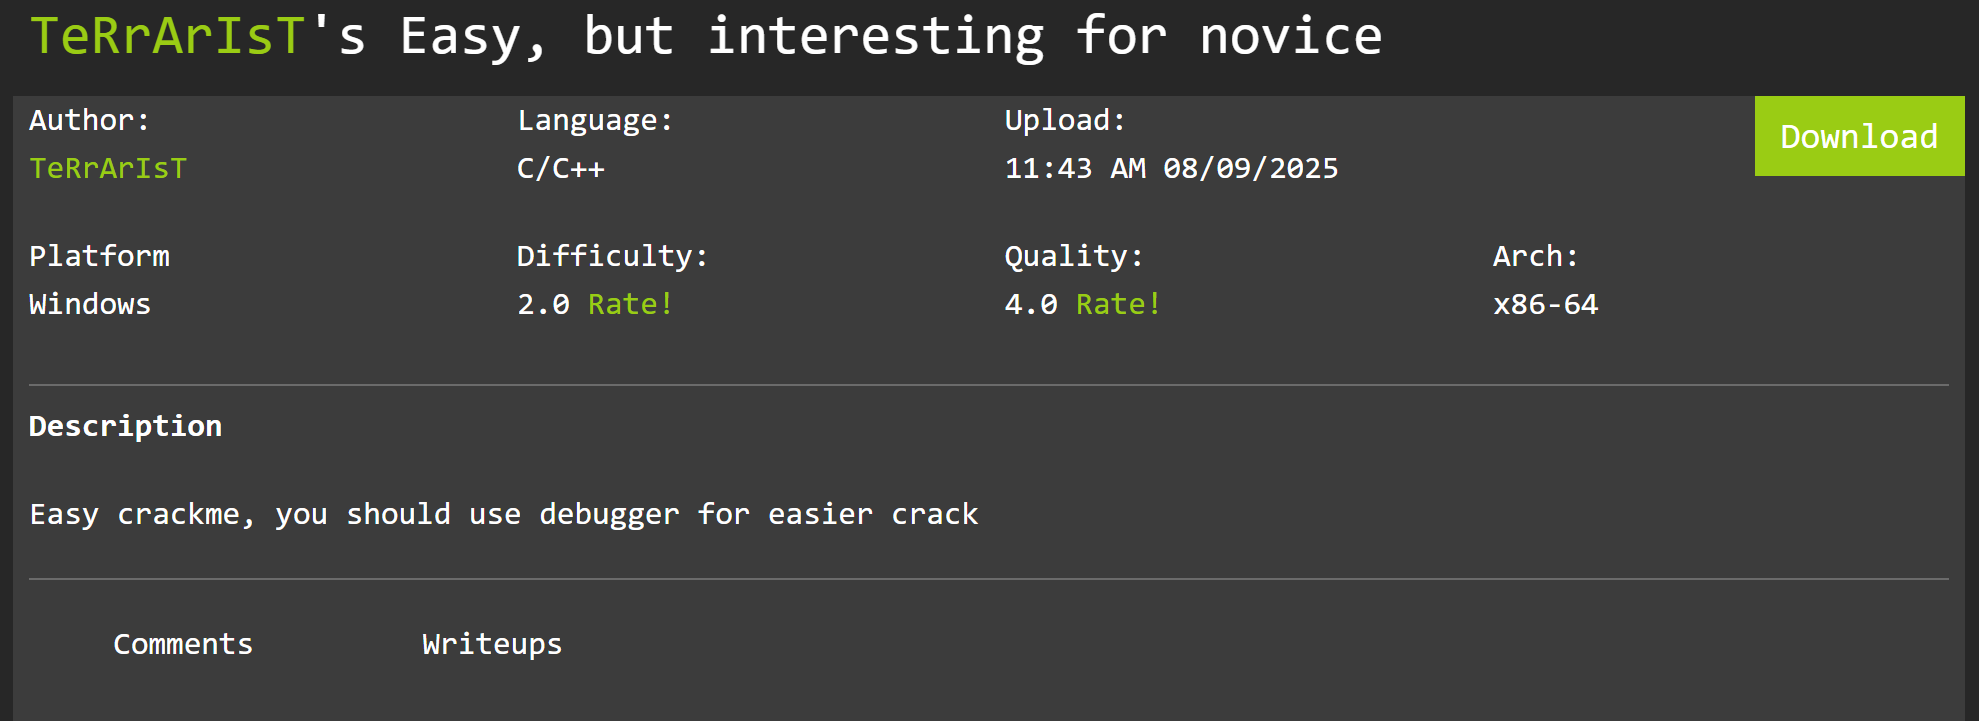 TeRrArIsT's Easy, but interesting for novice
Author:
TeRrArIsT
Language:
C/C++
Upload:
11:43 AM 08/09/2025
Download
Platform
Windows
Difficulty:
2.0 Rate!
Quality:
4.0 Rate!
Arch:
x86-64
Description
Easy crackme, you should use debugger for easier crack
Comments
Writeups